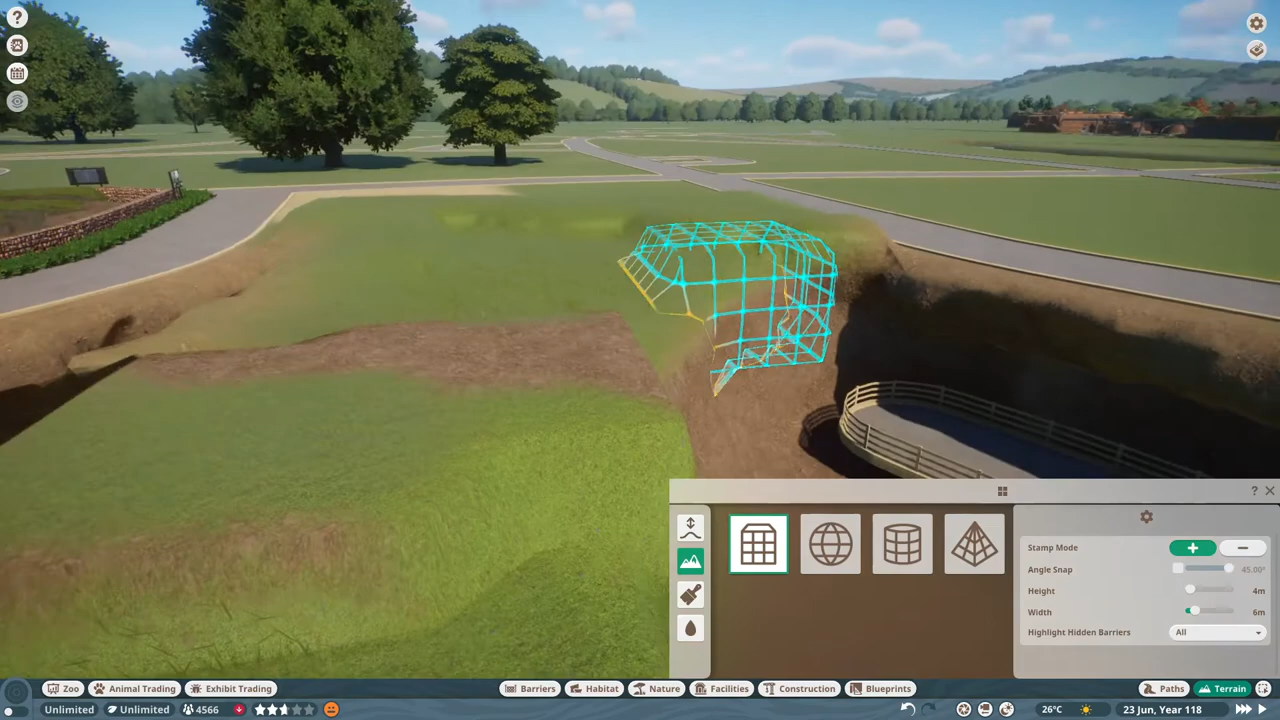 ?
Stamp Mode
Angle Snap 45.00°
Height 4m
Width 6m
Highlight Hidden Barriers All
Zoo Animal Trading Exhibit Trading Barriers Habitat Nature Facilities Construction Blueprints Paths Terrain
Unlimited Unlimited 4566 26°C 23 Jun, Year 118